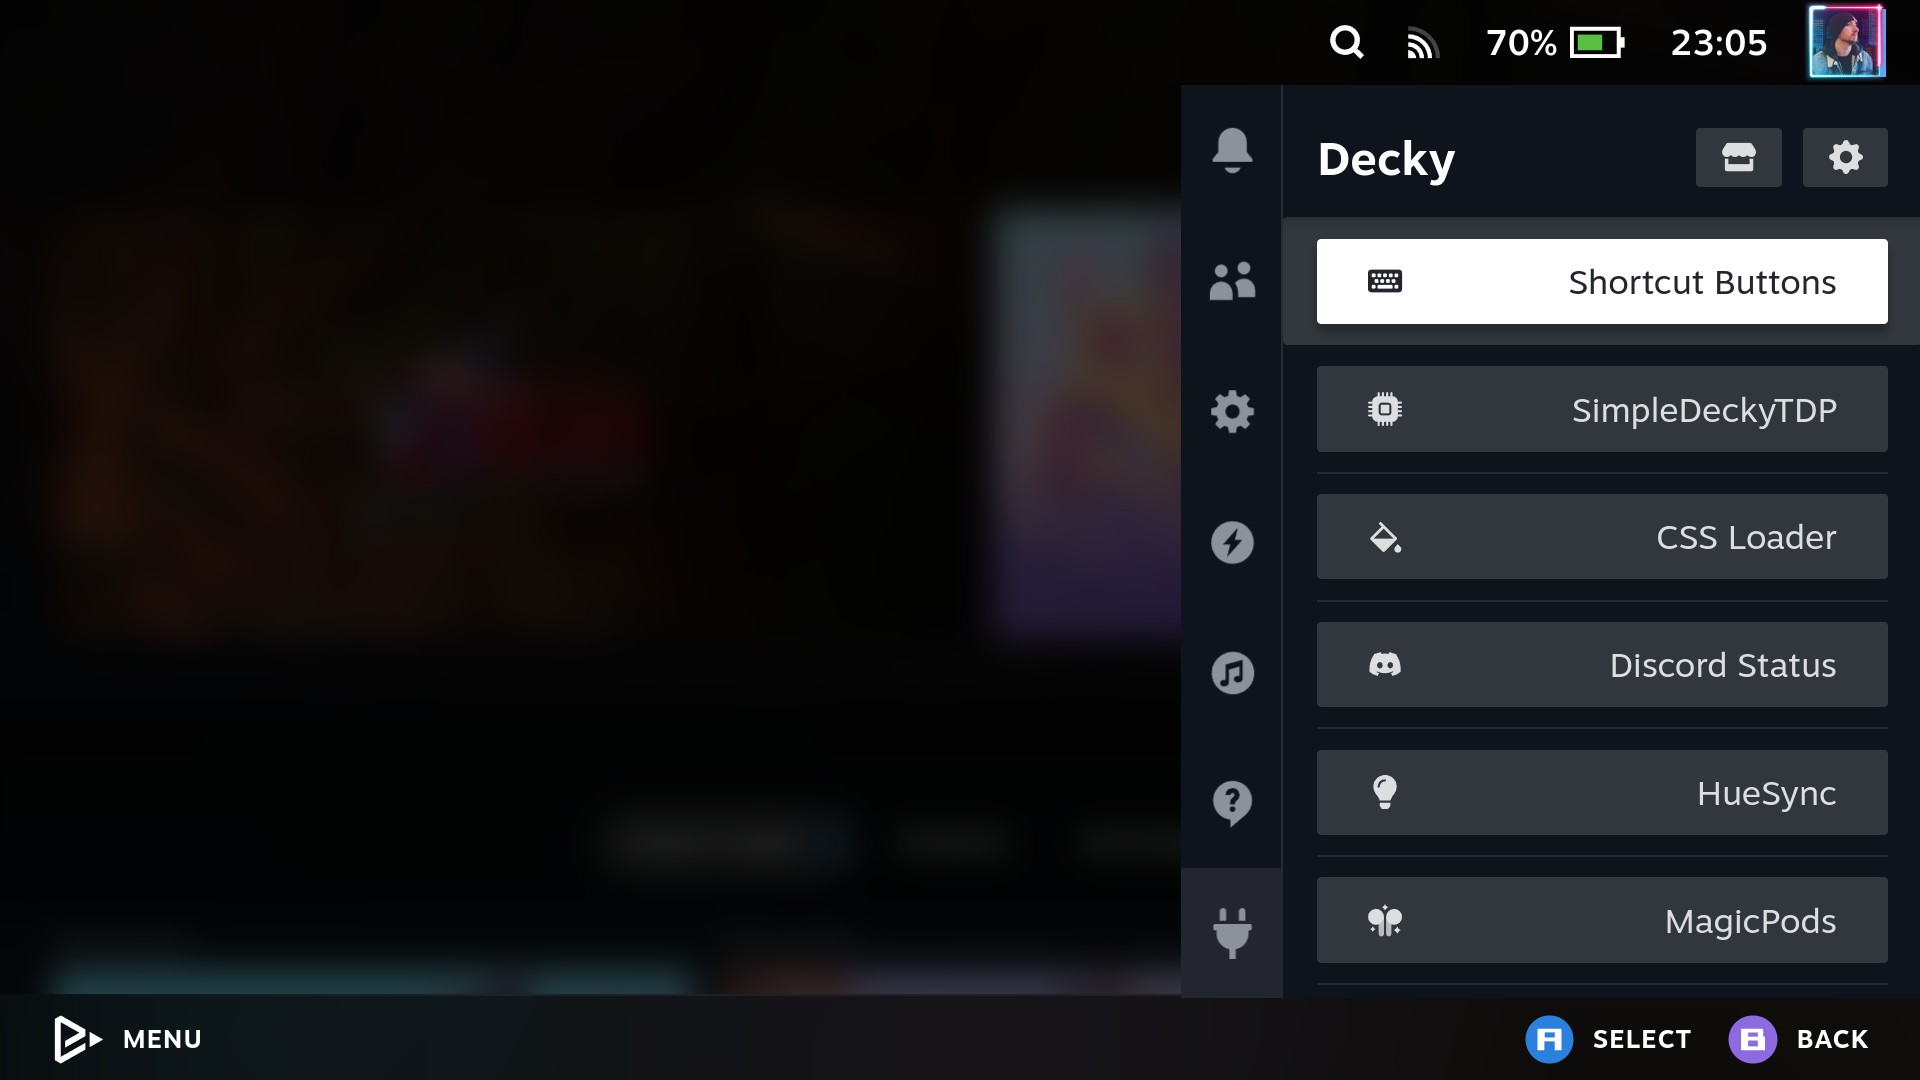 70% 23:05
Decky
Shortcut Buttons
SimpleDeckyTDP
CSS Loader
Discord Status
HueSync
MagicPods
MENU
A SELECT B BACK